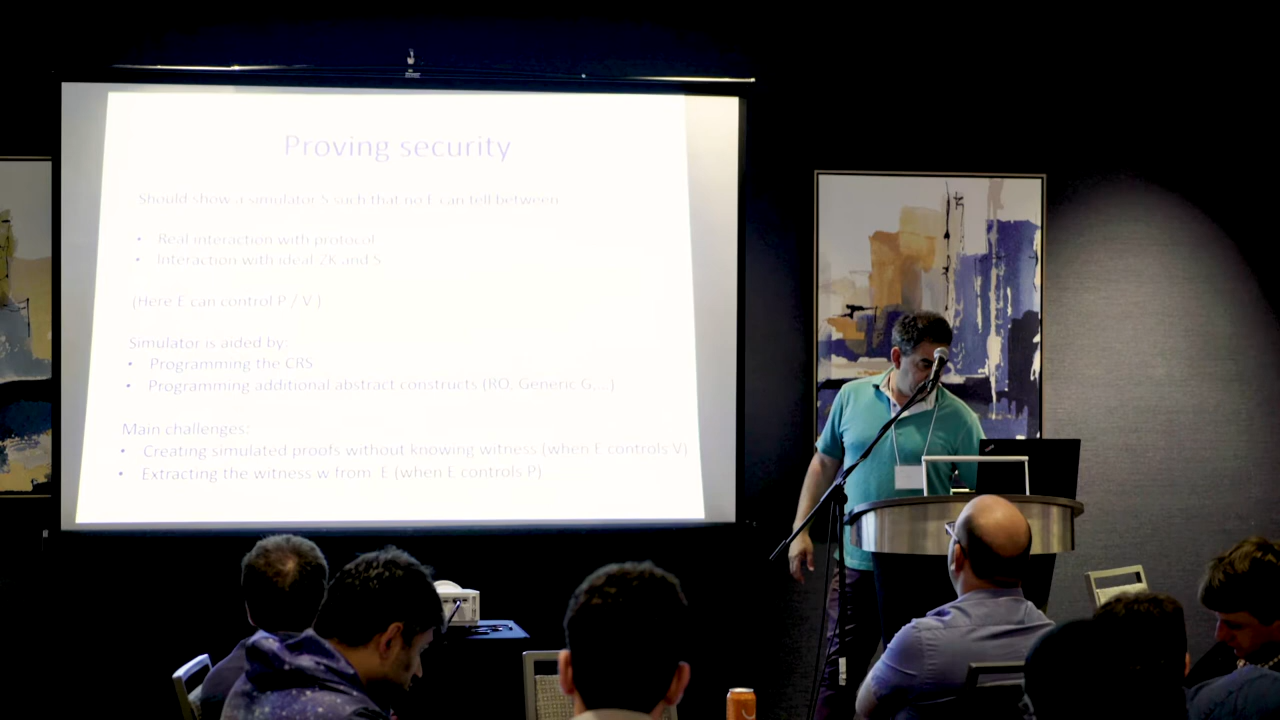 Proving security
Should show a simulator S such that no E can tell between
• Real interaction with protocol
• Interaction with ideal ZK and S
(Here E can control P / V )
Simulator is aided by:
• Programming the CRS
• Programming additional abstract constructs (RO, Generic G,...)
Main challenges:
• Creating simulated proofs without knowing witness (when E controls V)
• Extracting the witness w from E (when E controls P)